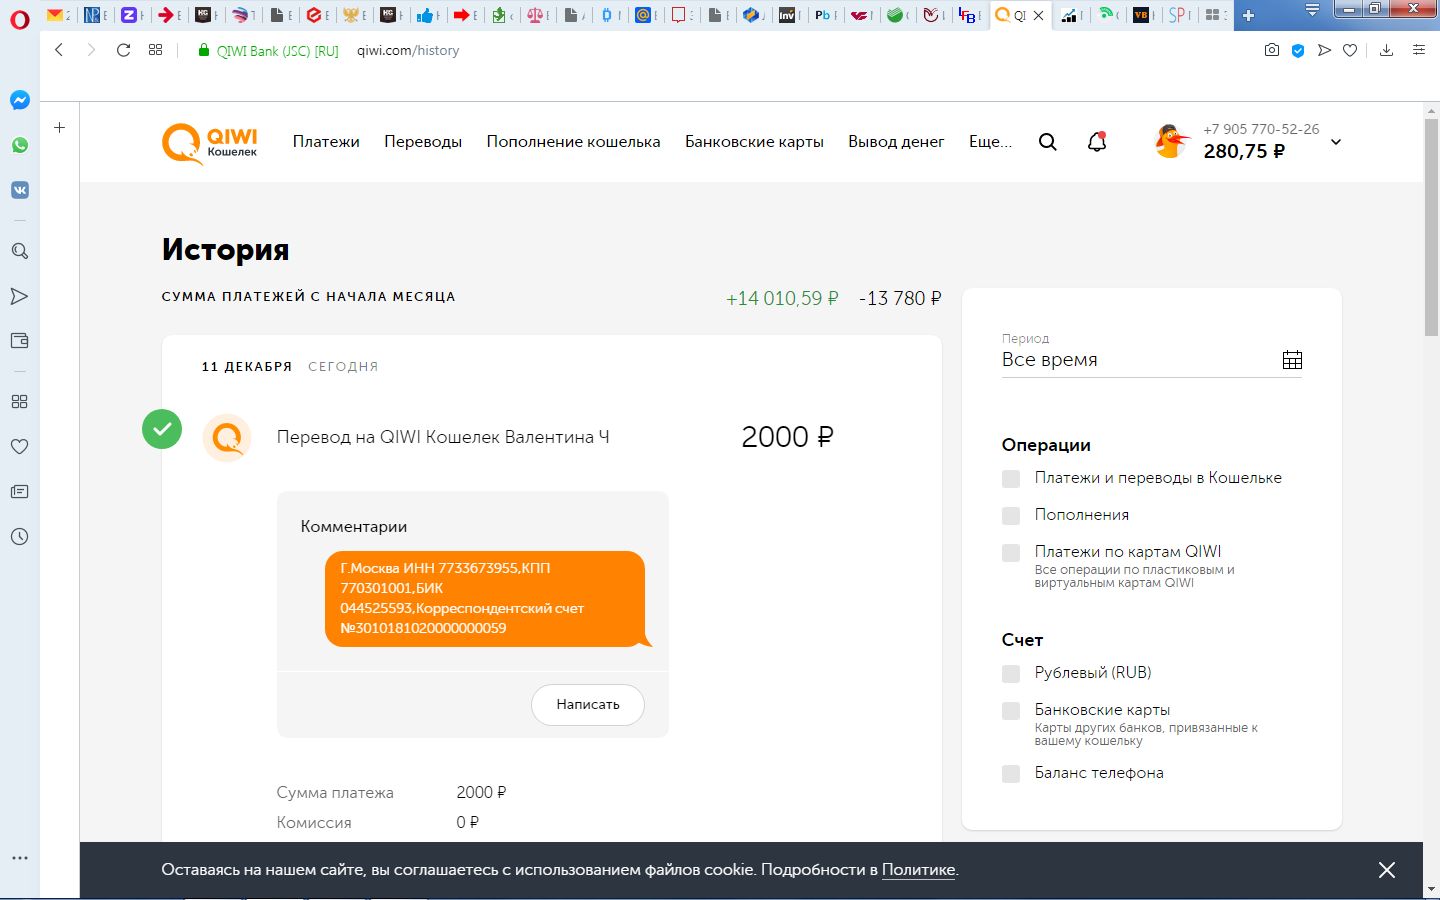 QIWI Bank (JSC) [RU]
qiwi.com/history
QIWI
Кошелек
Платежи
Переводы
Пополнение кошелька
Банковские карты
Вывод денег
Еще...
+7 905 770-52-26
280,75 ₽
История
СУММА ПЛАТЕЖЕЙ С НАЧАЛА МЕСЯЦА
+14 010,59 ₽
-13 780 ₽
11 ДЕКАБРЯ СЕГОДНЯ
Перевод на QIWI Кошелек Валентина Ч
2000 ₽
Комментарии
Г.Москва ИНН 7733673955,КПП
770301001,БИК
044525593,Корреспондентский счет
№3010181020000000059
Написать
Сумма платежа 2000 ₽
Комиссия 0 ₽
Период
Все время
Операции
Платежи и переводы в Кошельке
Пополнения
Платежи по картам QIWI
Все операции по пластиковым и
виртуальным картам QIWI
Счет
Рублевый (RUB)
Банковские карты
Карты других банков, привязанные к
вашему кошельку
Баланс телефона
Оставаясь на нашем сайте, вы соглашаетесь с использованием файлов cookie. Подробности в Политике.